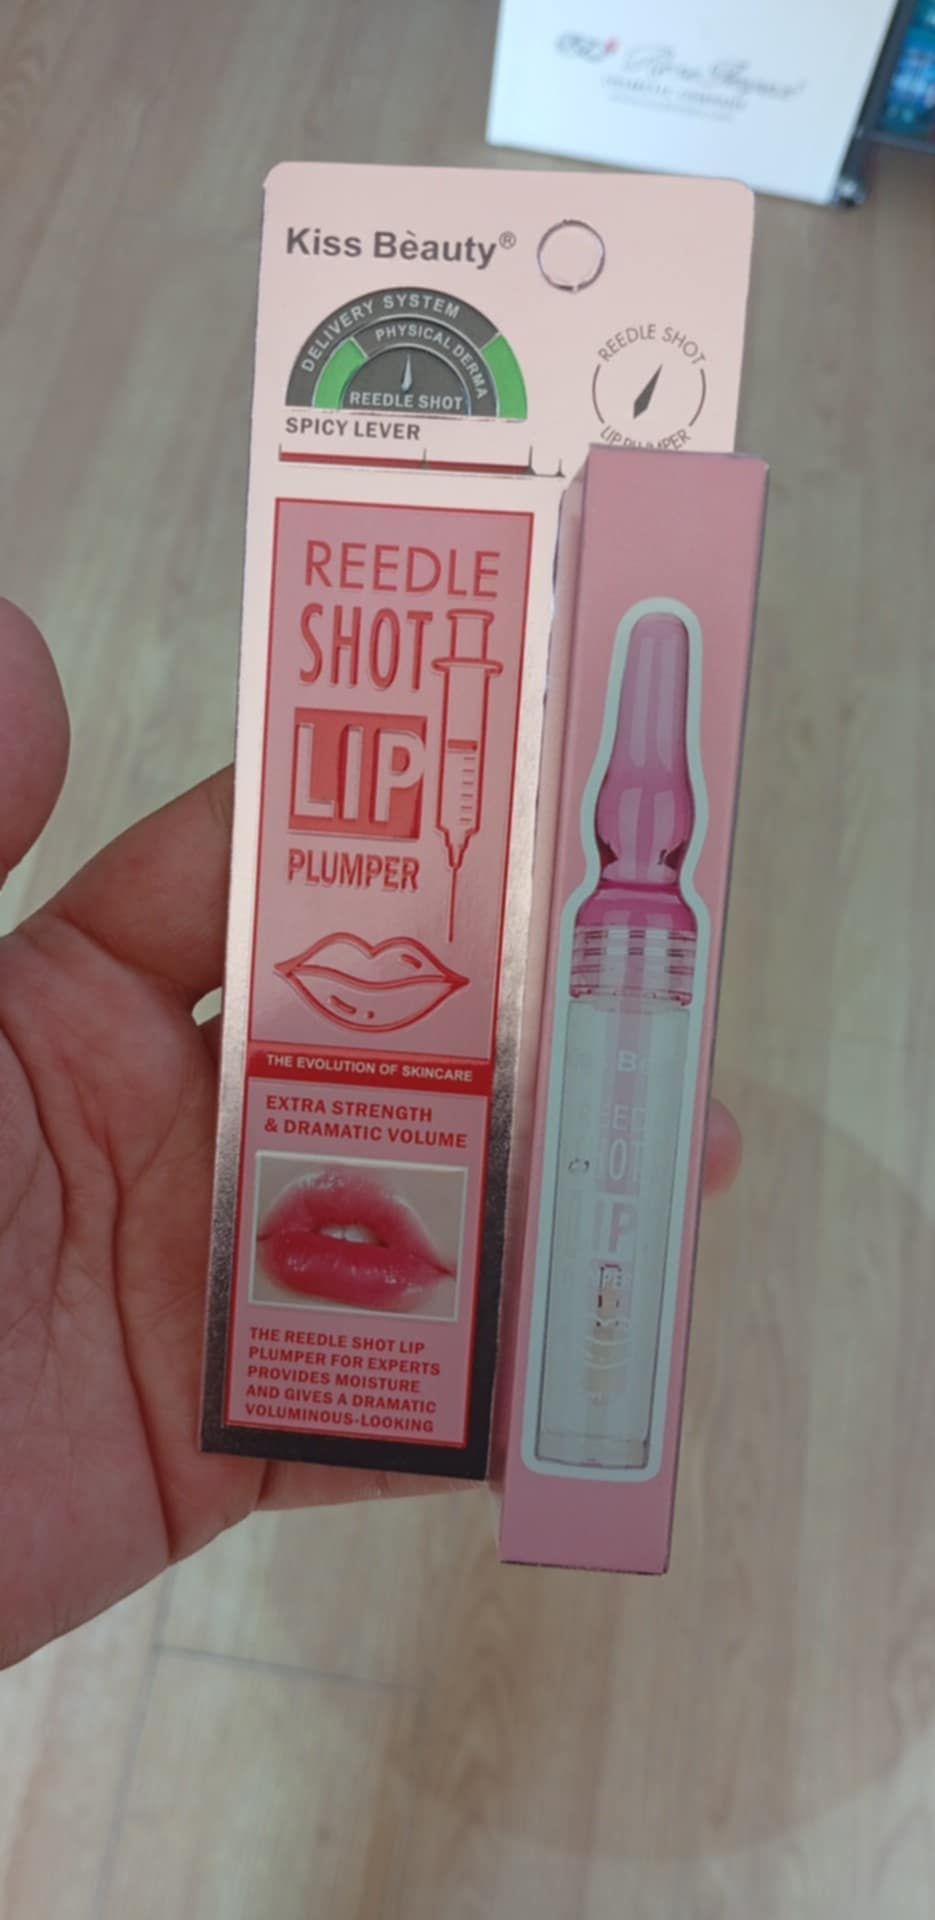 Kiss Bèauty®
DELIVERY SYSTEM
PHYSICAL DERMA
REEDLE SHOT
SPICY LEVER
REEDLE SHOT
LIP PLUMPER
REEDLE
SHOT
LIP
PLUMPER
THE EVOLUTION OF SKINCARE
EXTRA STRENGTH
& DRAMATIC VOLUME
THE REEDLE SHOT LIP
PLUMPER FOR EXPERTS
PROVIDES MOISTURE
AND GIVES A DRAMATIC
VOLUMINOUS-LOOKING